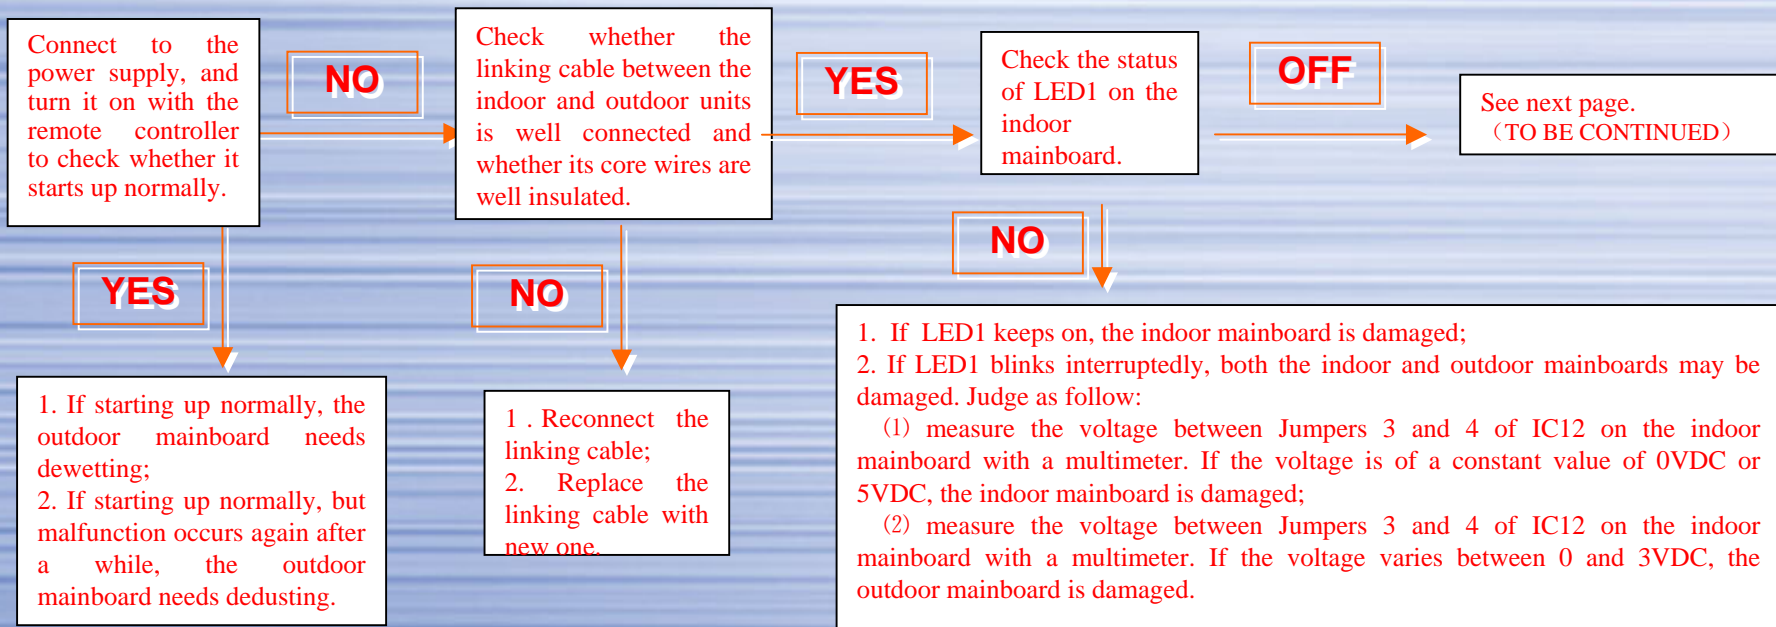 Connect to the
power supply, and
turn it on with the
remote controller
to check whether it
starts up normally.
NO
Check whether the
linking cable between the
indoor and outdoor units
is well connected and
whether its core wires are
well insulated.
YES
Check the status
of LED1 on the
indoor
mainboard.
OFF
See next page.
（TO BE CONTINUED）
YES
NO
NO
1. If starting up normally, the
outdoor mainboard needs
dewetting;
2. If starting up normally, but
malfunction occurs again after
a while, the outdoor
mainboard needs dedusting.
1．Reconnect the
linking cable;
2. Replace the
linking cable with
new one.
1. If LED1 keeps on, the indoor mainboard is damaged;
2. If LED1 blinks interruptedly, both the indoor and outdoor mainboards may be
damaged. Judge as follow:
⑴ measure the voltage between Jumpers 3 and 4 of IC12 on the indoor
mainboard with a multimeter. If the voltage is of a constant value of 0VDC or
5VDC, the indoor mainboard is damaged;
⑵ measure the voltage between Jumpers 3 and 4 of IC12 on the indoor
mainboard with a multimeter. If the voltage varies between 0 and 3VDC, the
outdoor mainboard is damaged.